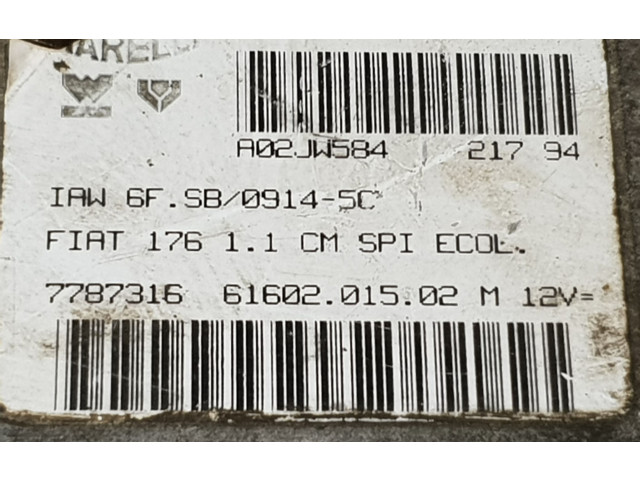 A02JW584 217 94
IAW 6F.SB/0914-5C
FIAT 176 1.1 CM SPI ECOL.
7787316 61602.015.02 M 12V=